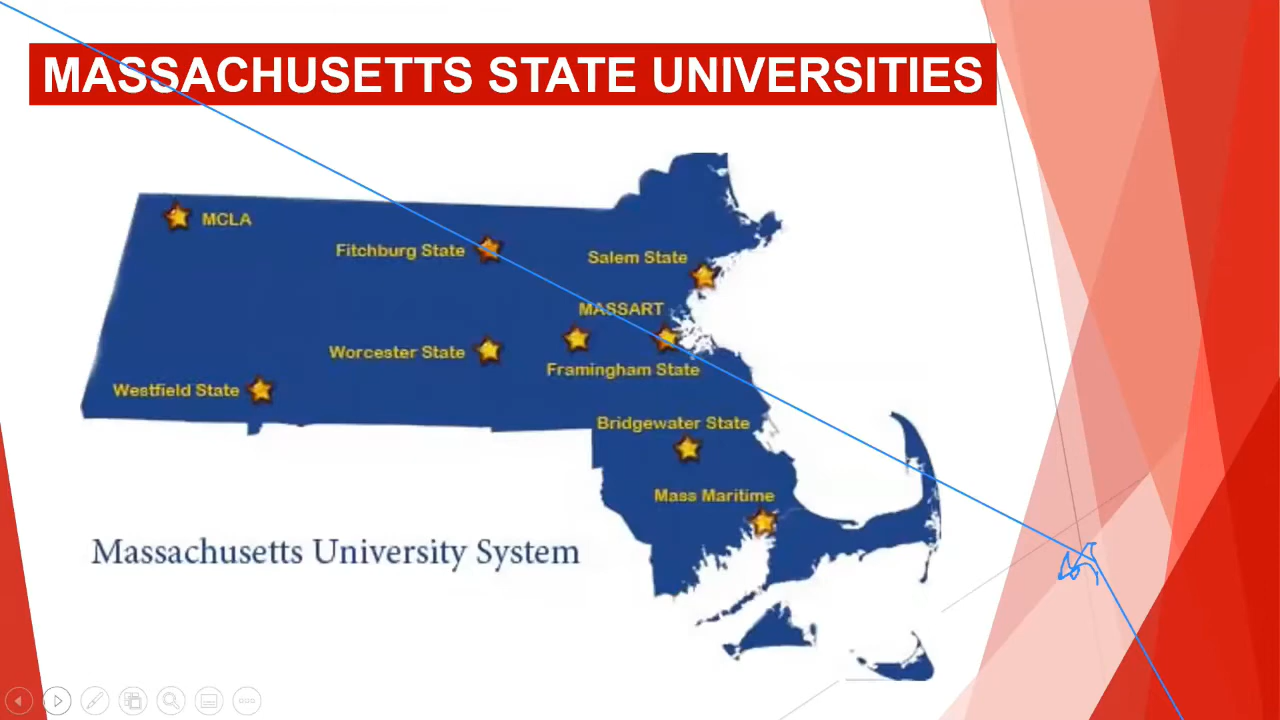 MASSACHUSETTS STATE UNIVERSITIES
MCLA
Fitchburg State
Salem State
MASSART
Worcester State
Framingham State
Westfield State
Bridgewater State
Mass Maritime
Massachusetts University System